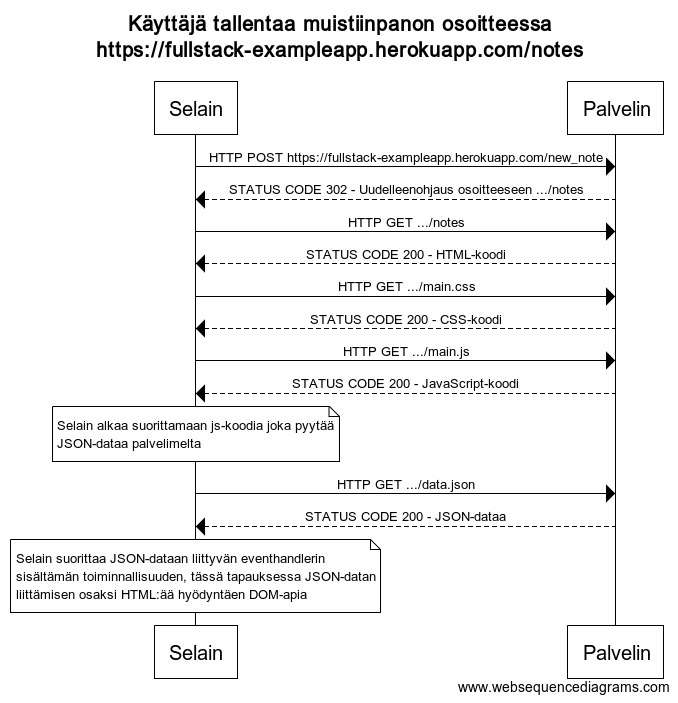 Käyttäjä tallentaa muistiinpanon osoitteessa
https://fullstack-exampleapp.herokuapp.com/notes
Selain
Palvelin
HTTP POST https://fullstack-exampleapp.herokuapp.com/new_note
STATUS CODE 302 - Uudelleenohjaus osoitteeseen .../notes
HTTP GET .../notes
STATUS CODE 200 - HTML-koodi
HTTP GET .../main.css
STATUS CODE 200 - CSS-koodi
HTTP GET .../main.js
STATUS CODE 200 - JavaScript-koodi
Selain alkaa suorittamaan js-koodia joka pyytää
JSON-dataa palvelimelta
HTTP GET .../data.json
STATUS CODE 200 - JSON-dataa
Selain suorittaa JSON-dataan liittyvän eventhandlerin
sisältämän toiminnallisuuden, tässä tapauksessa JSON-datan
liittämisen osaksi HTML:ää hyödyntäen DOM-apia
Selain
Palvelin
www.websequencediagrams.com